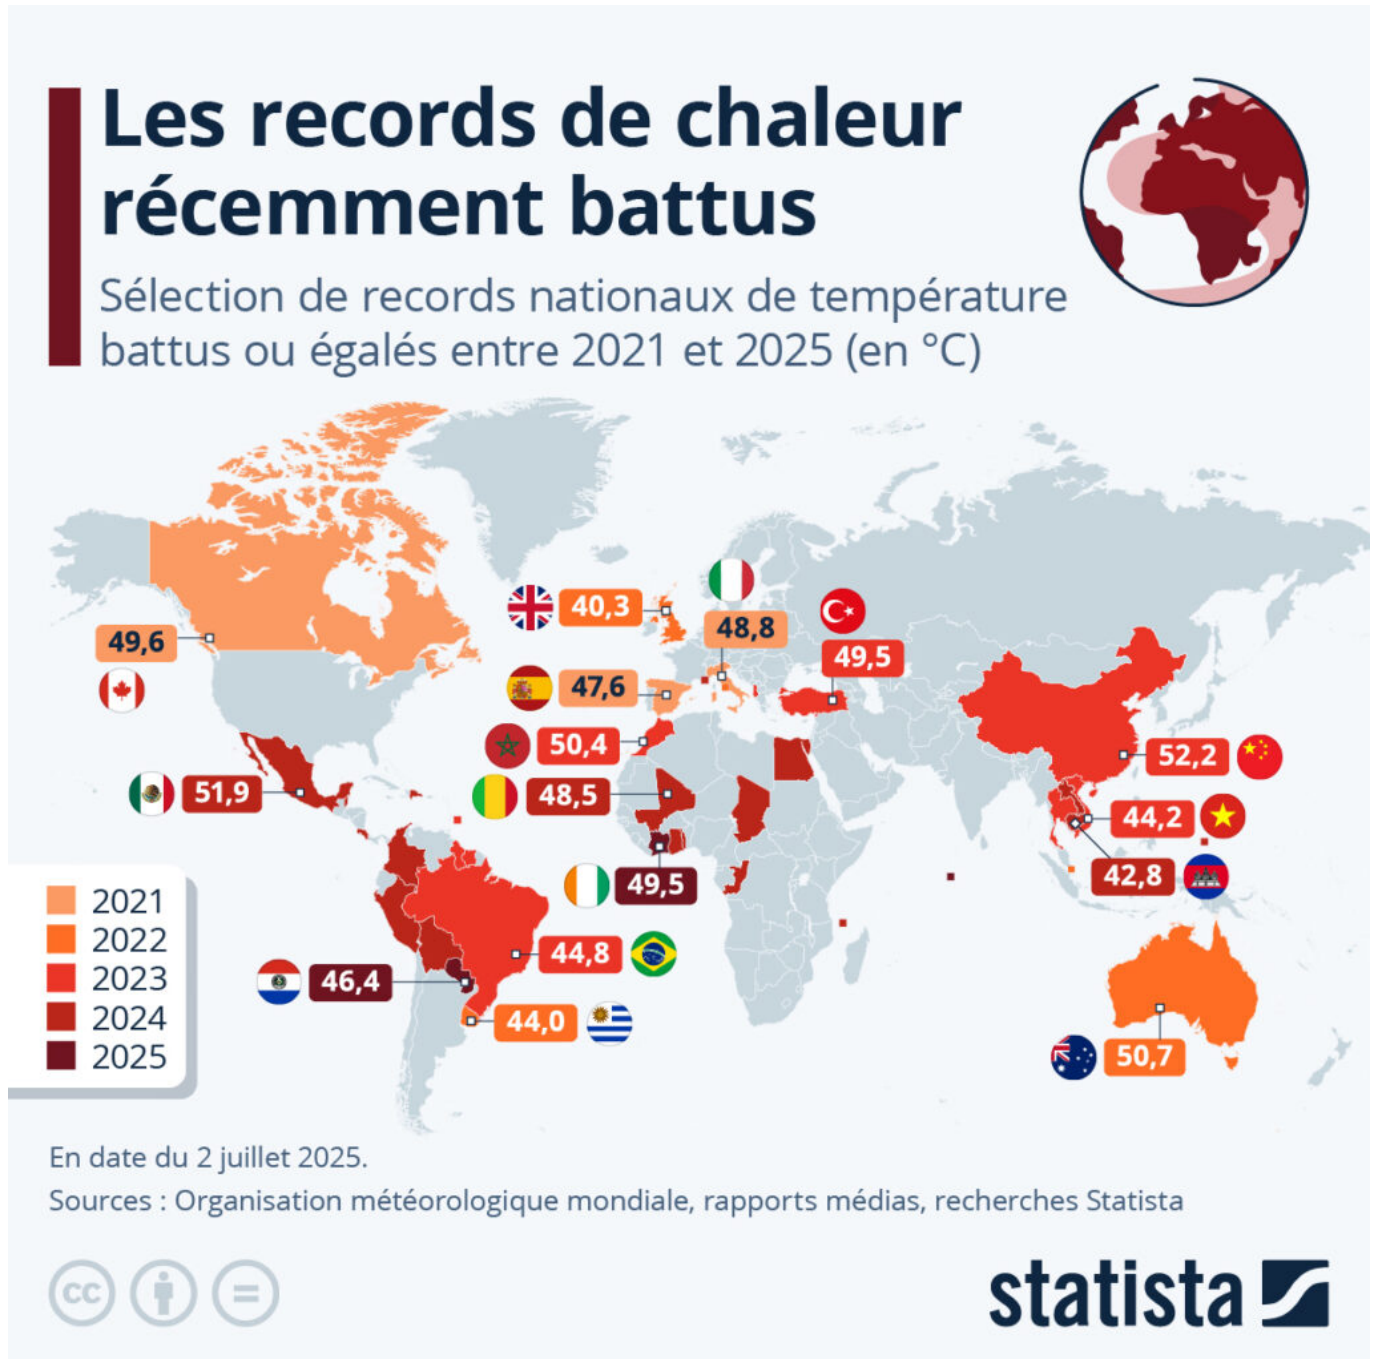 Les records de chaleur
récemment battus
Sélection de records nationaux de température
battus ou égalés entre 2021 et 2025 (en °C)
40,3
48,8
49,6
49,5
47,6
50,4
52,2
51,9
48,5
44,2
42,8
49,5
44,8
46,4
44,0
50,7
2021
2022
2023
2024
2025
En date du 2 juillet 2025.
Sources : Organisation météorologique mondiale, rapports médias, recherches Statista
cc
=
statista